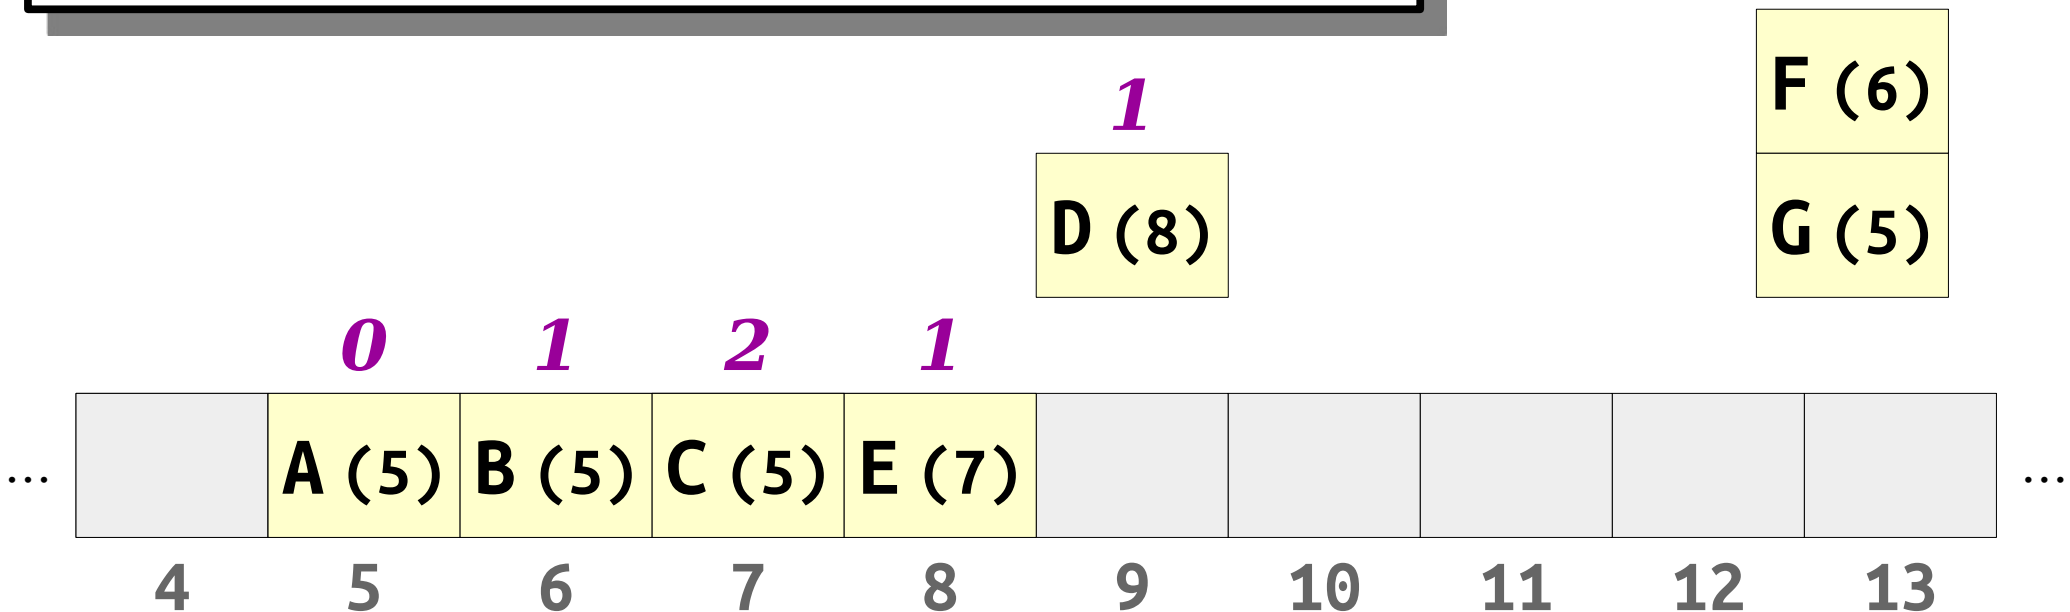 F (6)
1
D (8)
G (5)
0 1 2 1
... A (5) B (5) C (5) E (7) ...
4 5 6 7 8 9 10 11 12 13